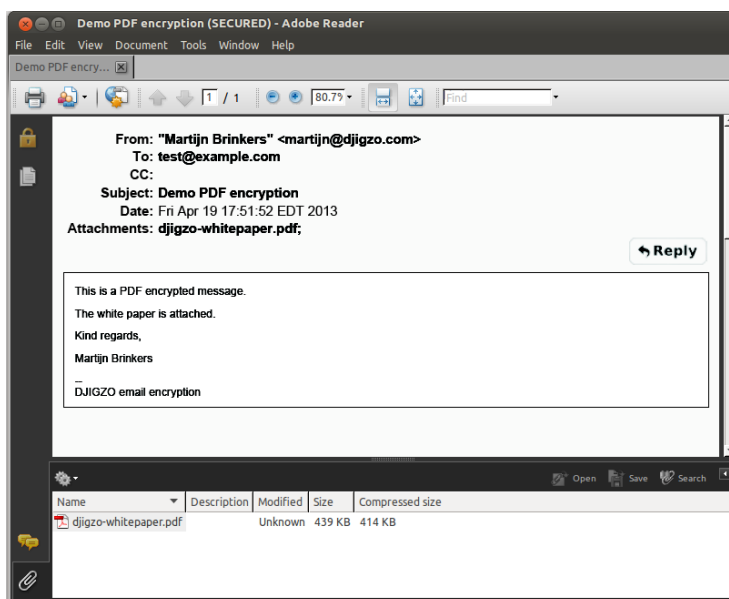 Demo PDF encryption (SECURED) - Adobe Reader
File Edit View Document Tools Window Help
Demo PDF encry...
1 / 1 80.7% Find
From: "Martijn Brinkers" <martijn@djigzo.com>
To: test@example.com
CC:
Subject: Demo PDF encryption
Date: Fri Apr 19 17:51:52 EDT 2013
Attachments: djigzo-whitepaper.pdf;
Reply
This is a PDF encrypted message.
The white paper is attached.
Kind regards,
Martijn Brinkers
--
DJIGZO email encryption
Open Save Search
Name Description Modified Size Compressed size
djigzo-whitepaper.pdf Unknown 439 KB 414 KB